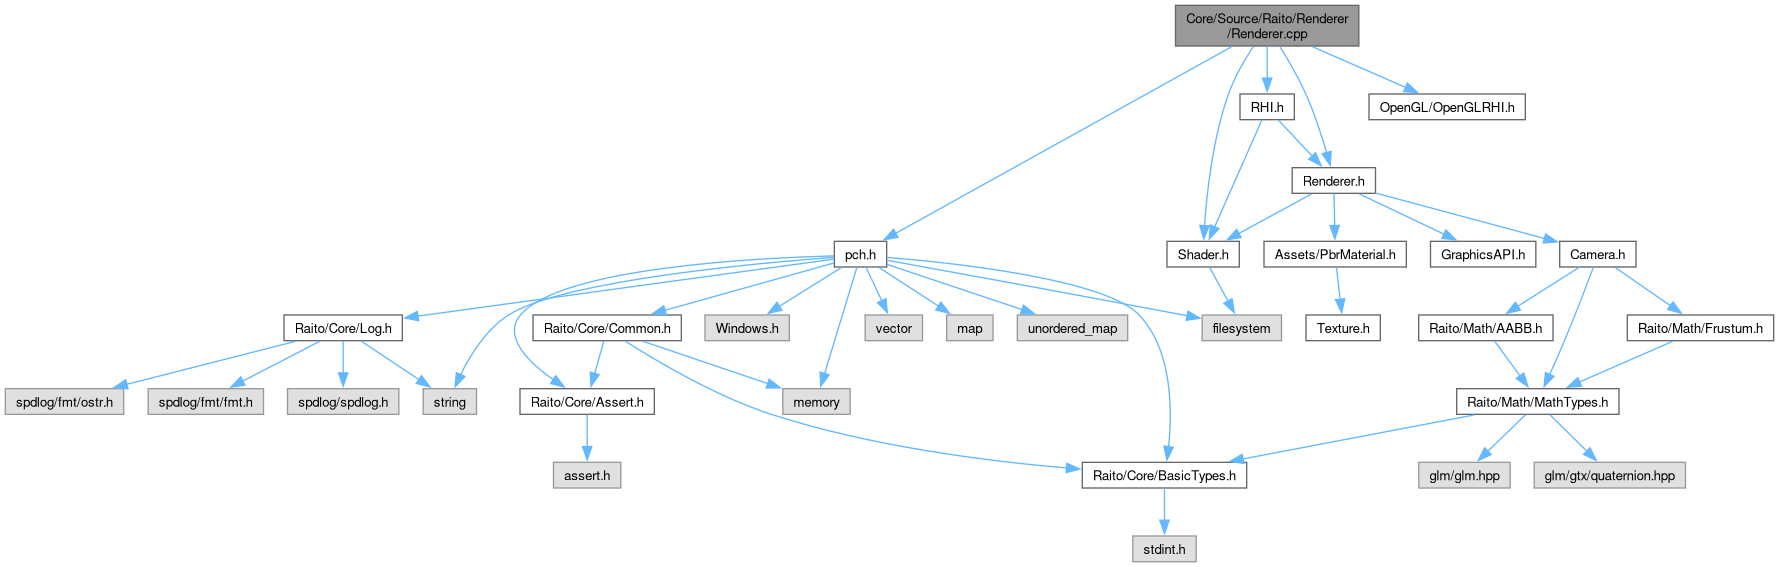 Core/Source/Raito/Renderer
/Renderer.cpp
RHI.h
OpenGL/OpenGLRHI.h
Renderer.h
pch.h
Shader.h
Assets/PbrMaterial.h
GraphicsAPI.h
Camera.h
Raito/Core/Log.h
Raito/Core/Common.h
Windows.h
vector
map
unordered_map
filesystem
Texture.h
Raito/Math/AABB.h
Raito/Math/Frustum.h
spdlog/fmt/ostr.h
spdlog/fmt/fmt.h
spdlog/spdlog.h
string
Raito/Core/Assert.h
memory
Raito/Math/MathTypes.h
assert.h
Raito/Core/BasicTypes.h
glm/glm.hpp
glm/gtx/quaternion.hpp
stdint.h